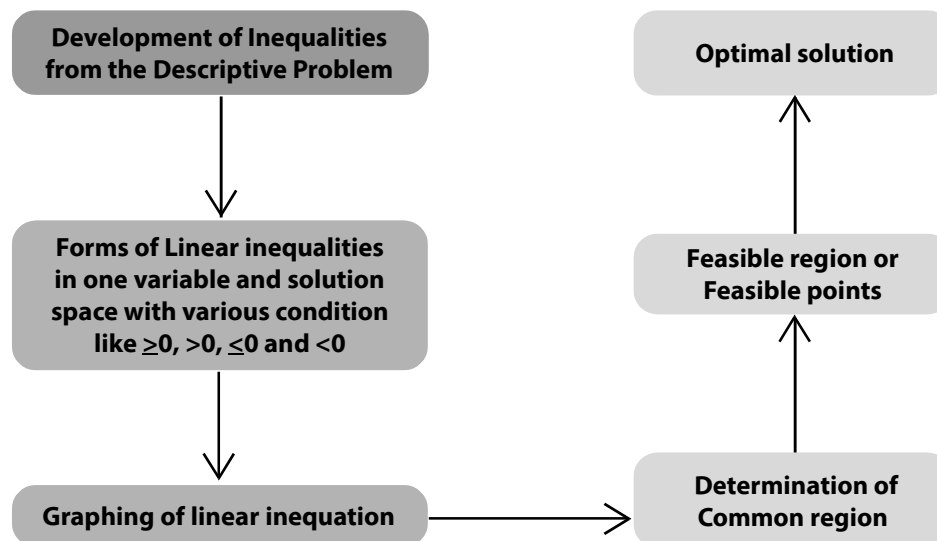 Development of Inequalities
from the Descriptive Problem
Forms of Linear inequalities
in one variable and solution
space with various condition
like ≥0, >0, ≤0 and <0
Graphing of linear inequation
Determination of
Common region
Feasible region or
Feasible points
Optimal solution